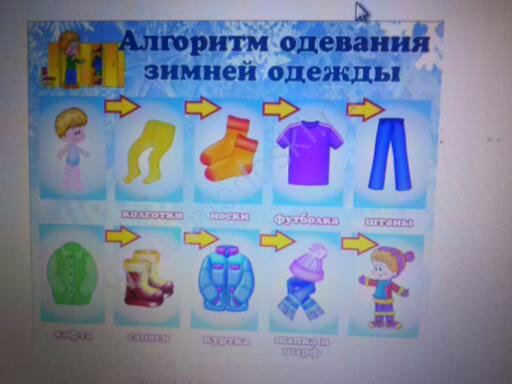 Алгоритм одевания
зимней одежды
колготки
носки
футболка
штаны
кофта
сапоги
куртка
шапка и
шарф